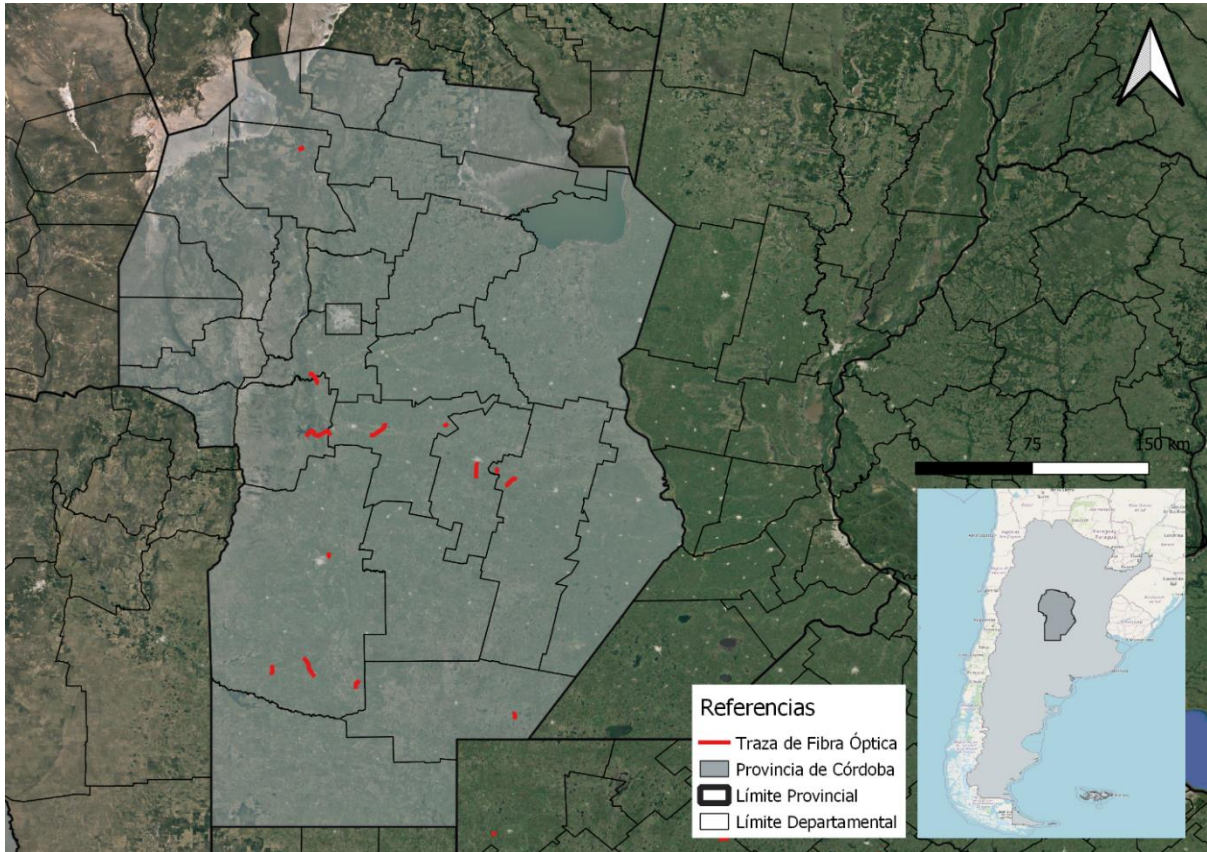 0 75 150 km
Referencias
Traza de Fibra Óptica
Provincia de Córdoba
Límite Provincial
Límite Departamental